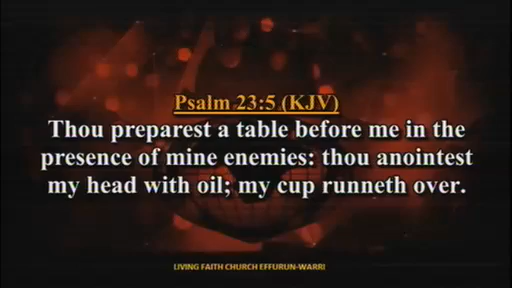 Psalm 23:5 (KJV)
Thou preparest a table before me in the
presence of mine enemies: thou anointest
my head with oil; my cup runneth over.
LIVING FAITH CHURCH EFFURUN-WARRI